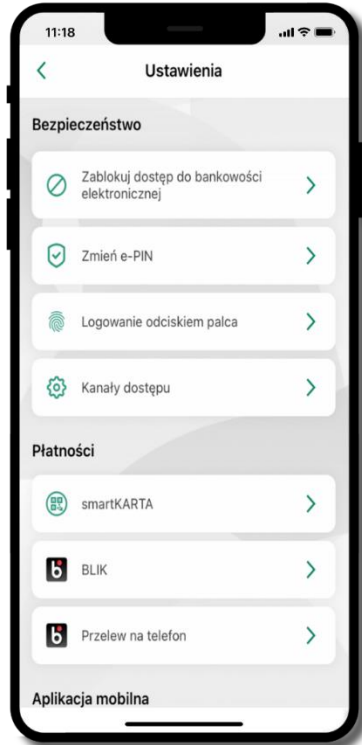 11:18
Ustawienia
Bezpieczeństwo
Zablokuj dostęp do bankowości
elektronicznej
Zmień e-PIN
Logowanie odciskiem palca
Kanały dostępu
Płatności
smartKARTA
BLIK
Przelew na telefon
Aplikacja mobilna